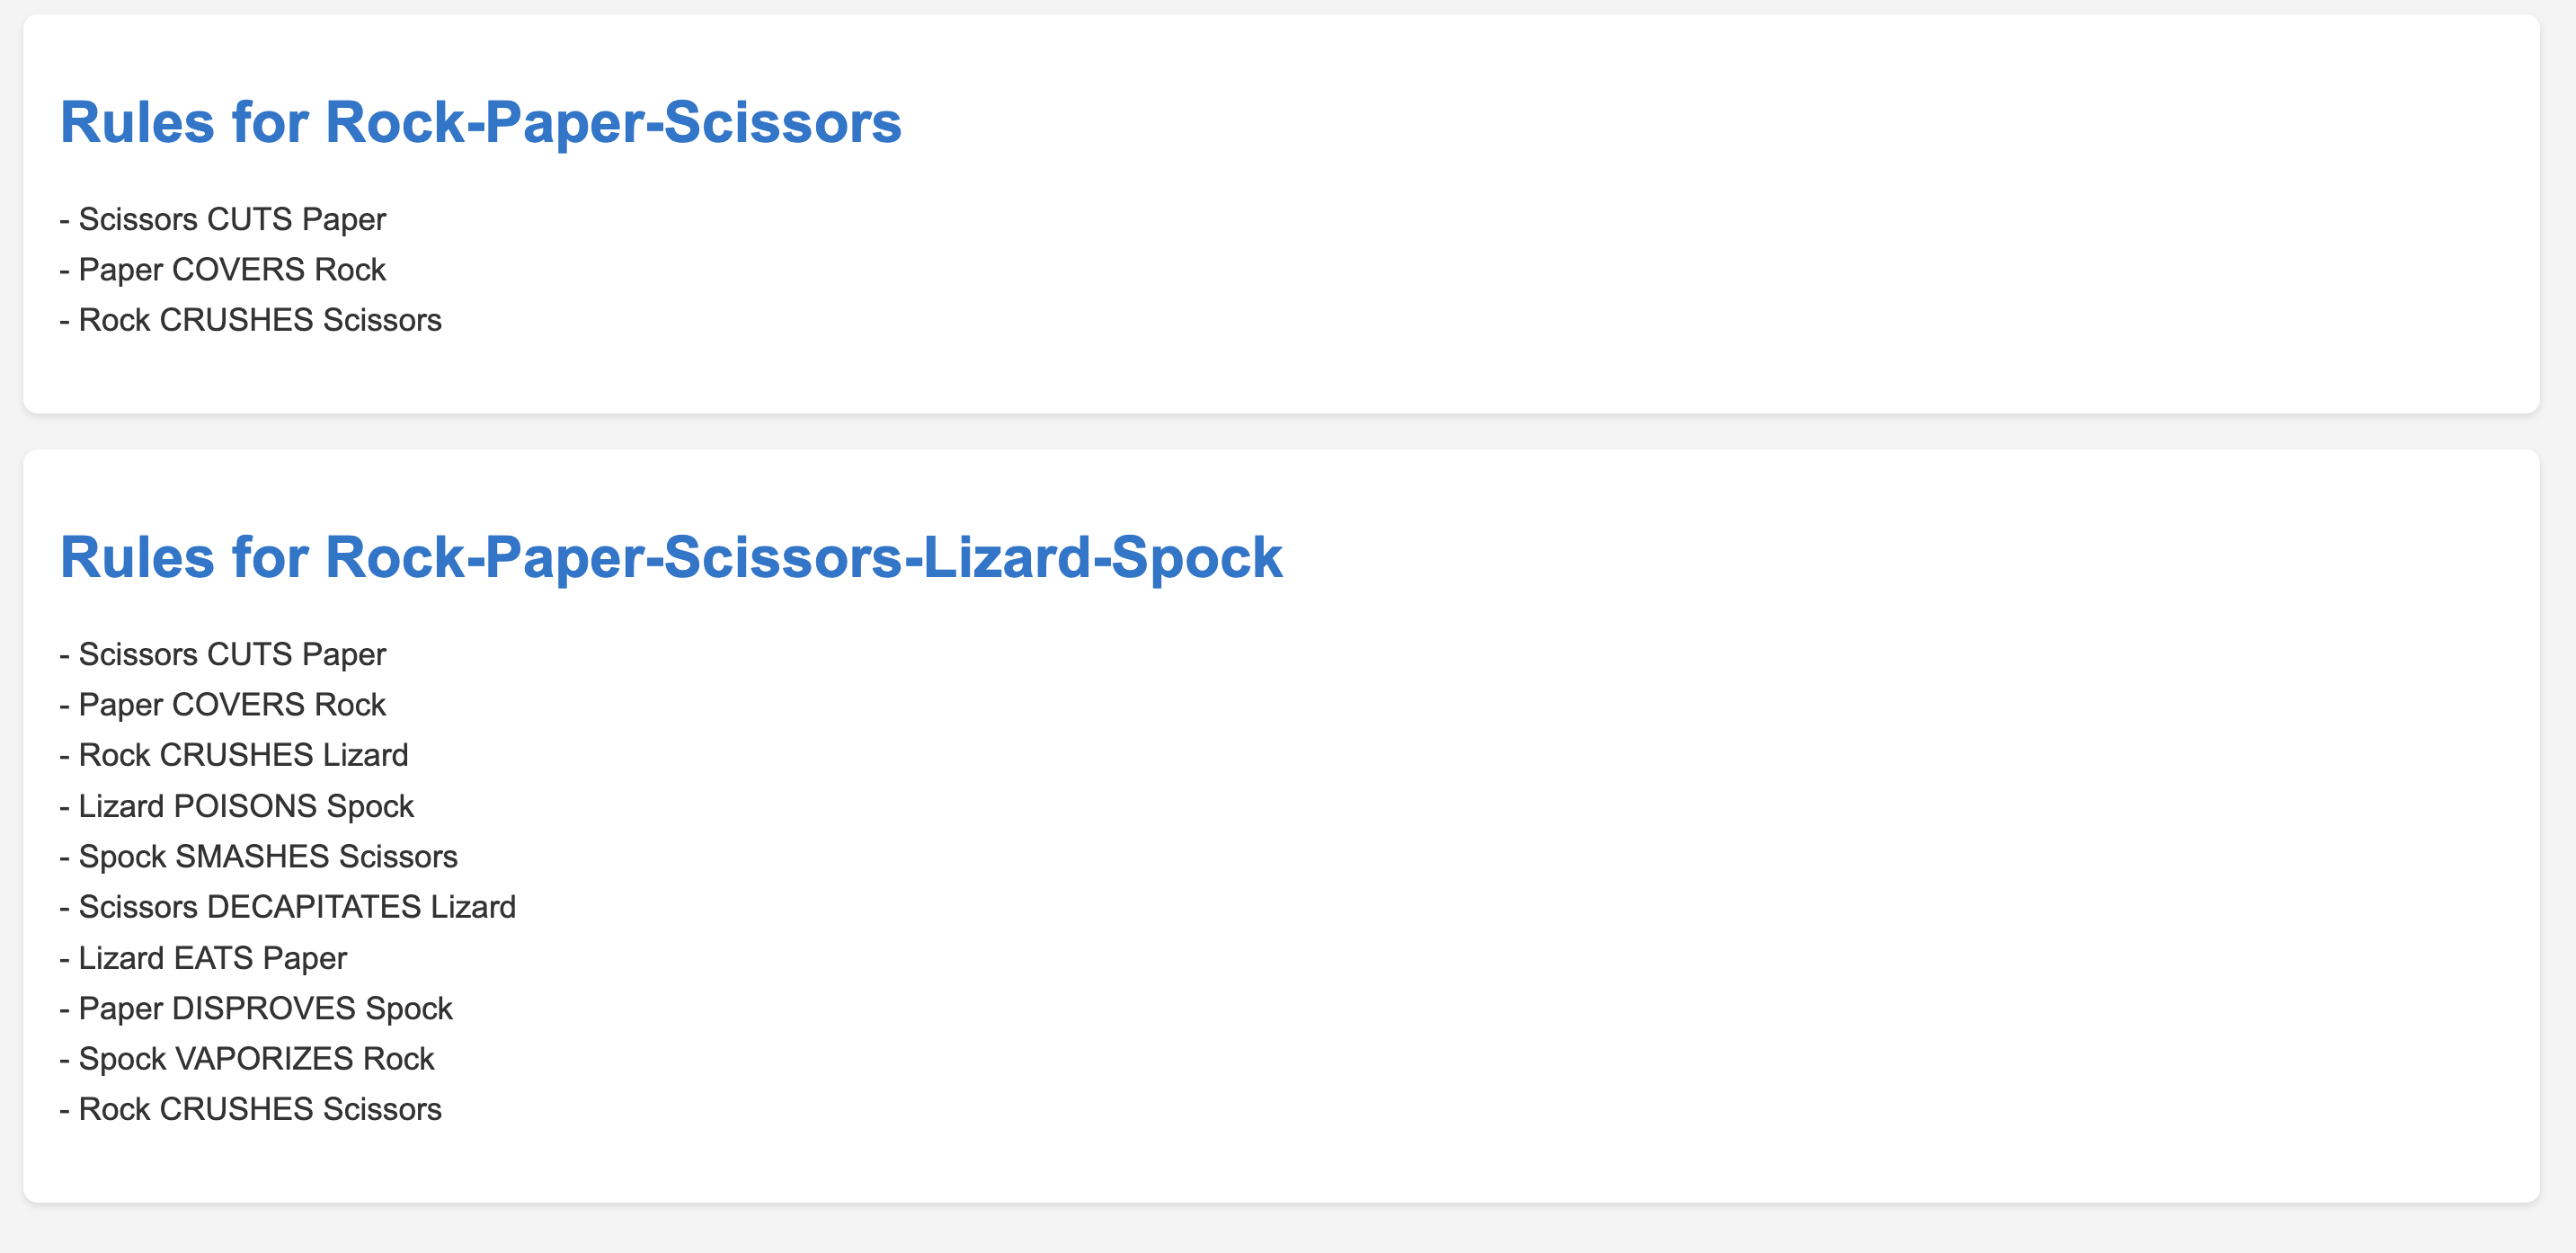 Rules for Rock-Paper-Scissors
- Scissors CUTS Paper
- Paper COVERS Rock
- Rock CRUSHES Scissors
Rules for Rock-Paper-Scissors-Lizard-Spock
- Scissors CUTS Paper
- Paper COVERS Rock
- Rock CRUSHES Lizard
- Lizard POISONS Spock
- Spock SMASHES Scissors
- Scissors DECAPITATES Lizard
- Lizard EATS Paper
- Paper DISPROVES Spock
- Spock VAPORIZES Rock
- Rock CRUSHES Scissors